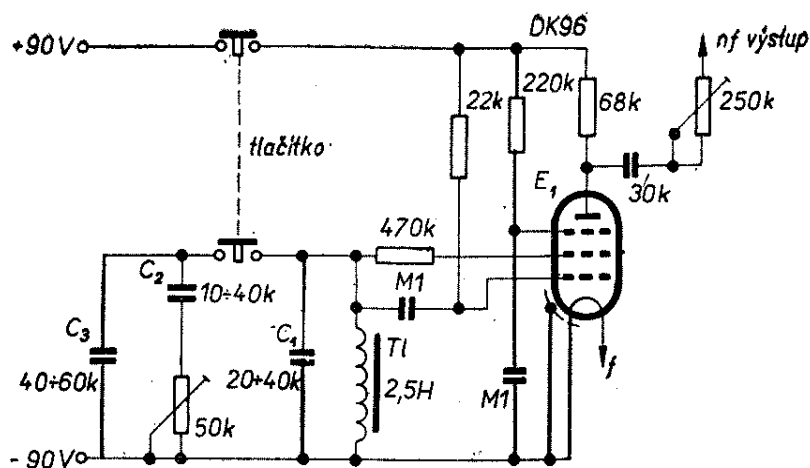 DK96
+90V
nf výstup
22k
220k
68k
250k
tlačítko
E1
30k
470k
C2
10÷40k
M1
C3
40÷60k
C1
20÷40k
Tl
2,5H
f
M1
50k
-90V